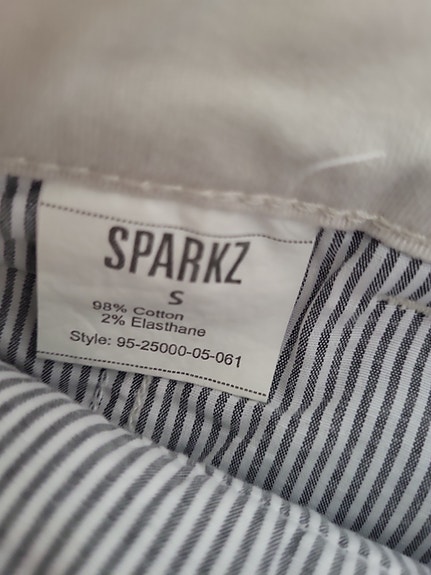 SPARKZ
S
98% Cotton
2% Elasthane
Style: 95-25000-05-061